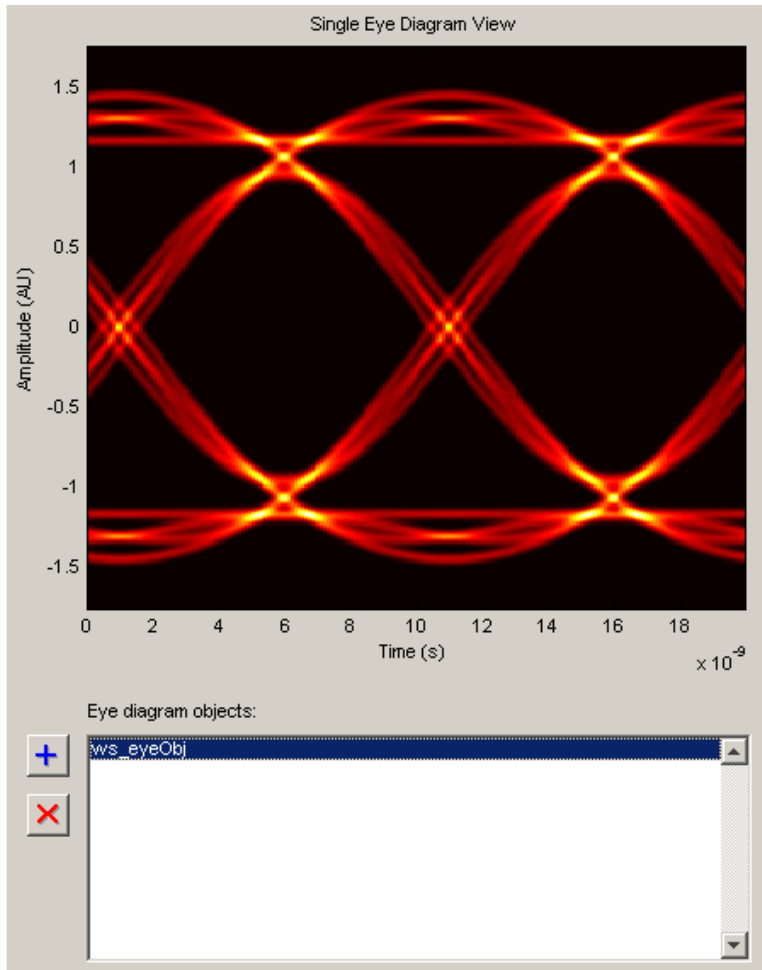 Single Eye Diagram View
1.5
1
0.5
0
-0.5
-1
-1.5
Amplitude (AU)
0 2 4 6 8 10 12 14 16 18
Time (s)
x 10-9
Eye diagram objects:
ws_eyeObj